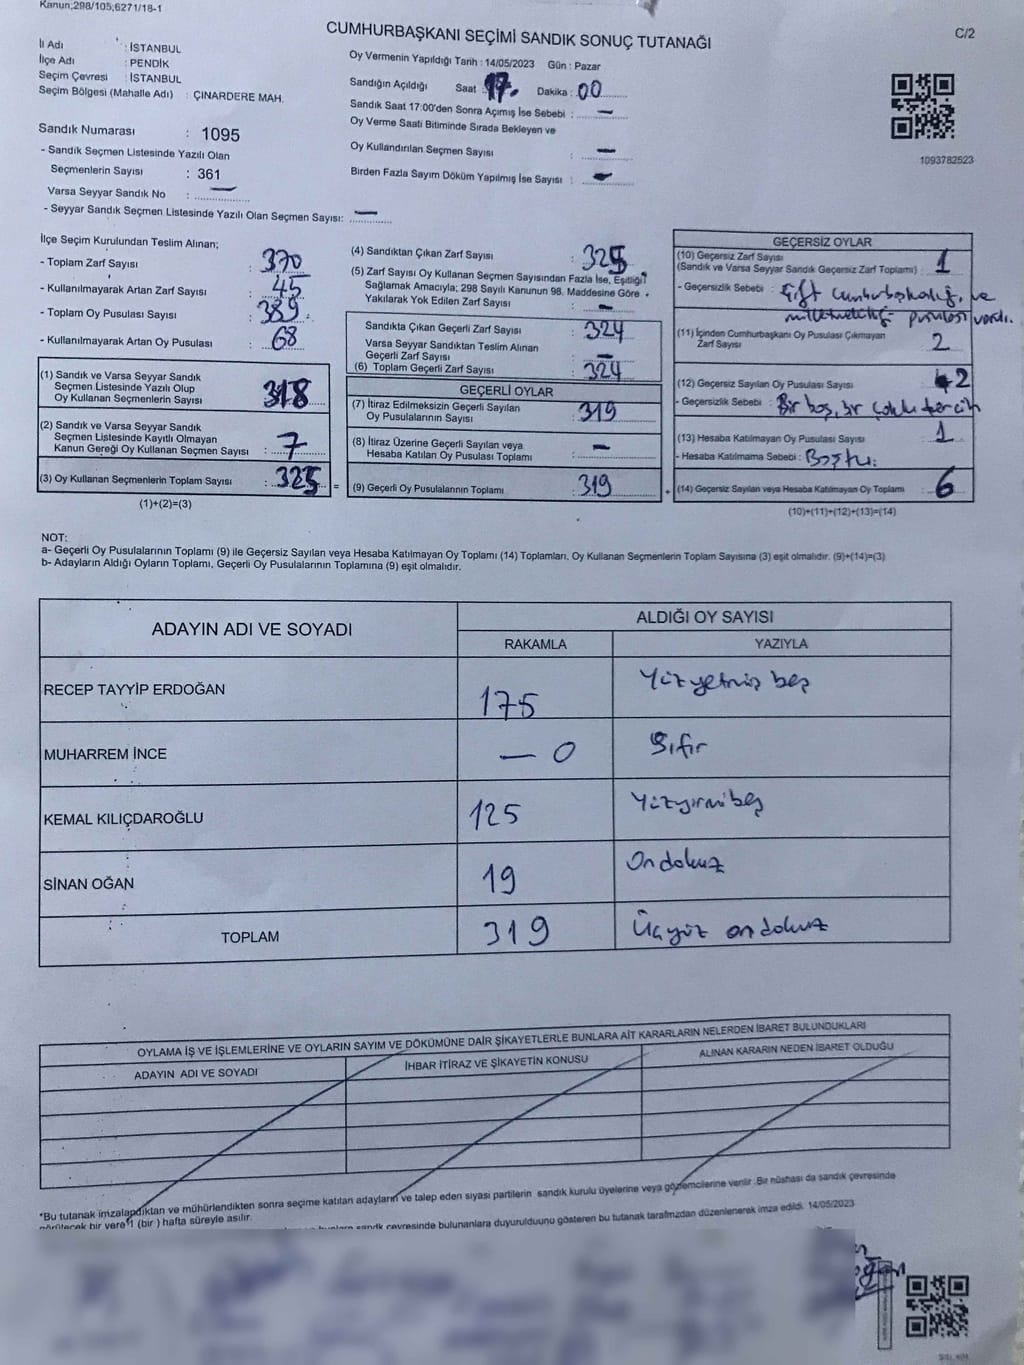 Kanun;298/105;6271/18-1
CUMHURBAŞKANI SEÇİMİ SANDIK SONUÇ TUTANAĞI
C/2
İl Adı : İSTANBUL
İlçe Adı : PENDİK
Seçim Çevresi : İSTANBUL
Seçim Bölgesi (Mahalle Adı) : ÇINARDERE MAH.
Sandık Numarası : 1095
- Sandık Seçmen Listesinde Yazılı Olan
Seçmenlerin Sayısı : 361
Varsa Seyyar Sandık No : —
- Seyyar Sandık Seçmen Listesinde Yazılı Olan Seçmen Sayısı: —
Oy Vermenin Yapıldığı Tarih : 14/05/2023 Gün : Pazar
Sandığın Açıldığı Saat : 17. Dakika : 00
Sandık Saat 17:00'den Sonra Açımış İse Sebebi : —
Oy Verme Saati Bitiminde Sırada Bekleyen ve
Oy Kullandırılan Seçmen Sayısı : —
Birden Fazla Sayım Döküm Yapılmış İse Sayısı : —
1093782523
İlçe Seçim Kurulundan Teslim Alınan;
- Toplam Zarf Sayısı : 370
- Kullanılmayarak Artan Zarf Sayısı : 45
- Toplam Oy Pusulası Sayısı : 389
- Kullanılmayarak Artan Oy Pusulası : 68
(1) Sandık ve Varsa Seyyar Sandık
Seçmen Listesinde Yazılı Olup
Oy Kullanan Seçmenlerin Sayısı : 318
(2) Sandık ve Varsa Seyyar Sandık
Seçmen Listesinde Kayıtlı Olmayan
Kanun Gereği Oy Kullanan Seçmen Sayısı : 7
(3) Oy Kullanan Seçmenlerin Toplam Sayısı : 325 =
(1)+(2)=(3)
(4) Sandıktan Çıkan Zarf Sayısı : 325
(5) Zarf Sayısı Oy Kullanan Seçmen Sayısından Fazla İse, Eşitliği
Sağlamak Amacıyla; 298 Sayılı Kanunun 98. Maddesine Göre
Yakılarak Yok Edilen Zarf Sayısı : —
Sandıkta Çıkan Geçerli Zarf Sayısı : 324
Varsa Seyyar Sandıktan Teslim Alınan
Geçerli Zarf Sayısı : —
(6) Toplam Geçerli Zarf Sayısı : 324
GEÇERLİ OYLAR
(7) İtiraz Edilmeksizin Geçerli Sayılan
Oy Pusulalarının Sayısı : 319
(8) İtiraz Üzerine Geçerli Sayılan veya
Hesaba Katılan Oy Pusulaları Toplamı : —
(9) Geçerli Oy Pusulalarının Toplamı : 319 +
GEÇERSİZ OYLAR
(10) Geçersiz Zarf Sayısı
(Sandık ve Varsa Seyyar Sandık Geçersiz Zarf Toplamı) : 1
- Geçersizlik Sebebi : Çift cumhurbaşkanlığı ve
milletvekilliği pusulası vardı.
(11) İçinden Cumhurbaşkanı Oy Pusulası Çıkmayan
Zarf Sayısı : 2
(12) Geçersiz Sayılan Oy Pusulası Sayısı : 2
- Geçersizlik Sebebi : Bir boş, bir çoklu tercih
(13) Hesaba Katılmayan Oy Pusulası Sayısı : 1
- Hesaba Katılmama Sebebi : Boştu.
(14) Geçersiz Sayılan veya Hesaba Katılmayan Oy Toplamı : 6
(10)+(11)+(12)+(13)=(14)
NOT:
a- Geçerli Oy Pusulalarının Toplamı (9) ile Geçersiz Sayılan veya Hesaba Katılmayan Oy Toplamı (14) Toplamları, Oy Kullanan Seçmenlerin Toplam Sayısına (3) eşit olmalıdır. (9)+(14)=(3)
b- Adayların Aldığı Oyların Toplamı, Geçerli Oy Pusulalarının Toplamına (9) eşit olmalıdır.
ADAYIN ADI VE SOYADI ALDIĞI OY SAYISI
RAKAMLA YAZIYLA
RECEP TAYYİP ERDOĞAN 175 Yüzyetmiş beş
MUHARREM İNCE — 0 Sıfır
KEMAL KILIÇDAROĞLU 125 Yüzyirmibeş
SİNAN OĞAN 19 Ondokuz
TOPLAM 319 Üçyüz ondokuz
OYLAMA İŞ VE İŞLEMLERİNE VE OYLARIN SAYIM VE DÖKÜMÜNE DAİR ŞİKAYETLERLE BUNLARA AİT KARARLARIN NELERDEN İBARET BULUNDUKLARI
ADAYIN ADI VE SOYADI İHBAR İTİRAZ VE ŞİKAYETİN KONUSU ALINAN KARARIN NEDEN İBARET OLDUĞU
*Bu tutanak imzalandıktan ve mühürlendikten sonra seçime katılan adayların ve talep eden siyasi partilerin sandık kurulu üyelerine veya gözlemcilerine verilir. Bir nüshası da sandık çevresinde
görülecek bir yere 1 (bir ) hafta süreyle asılır.
sandık çevresinde bulunanlara duyurulduunu gösteren bu tutanak tarafımızdan düzenlenerek imza edildi. 14/05/2023